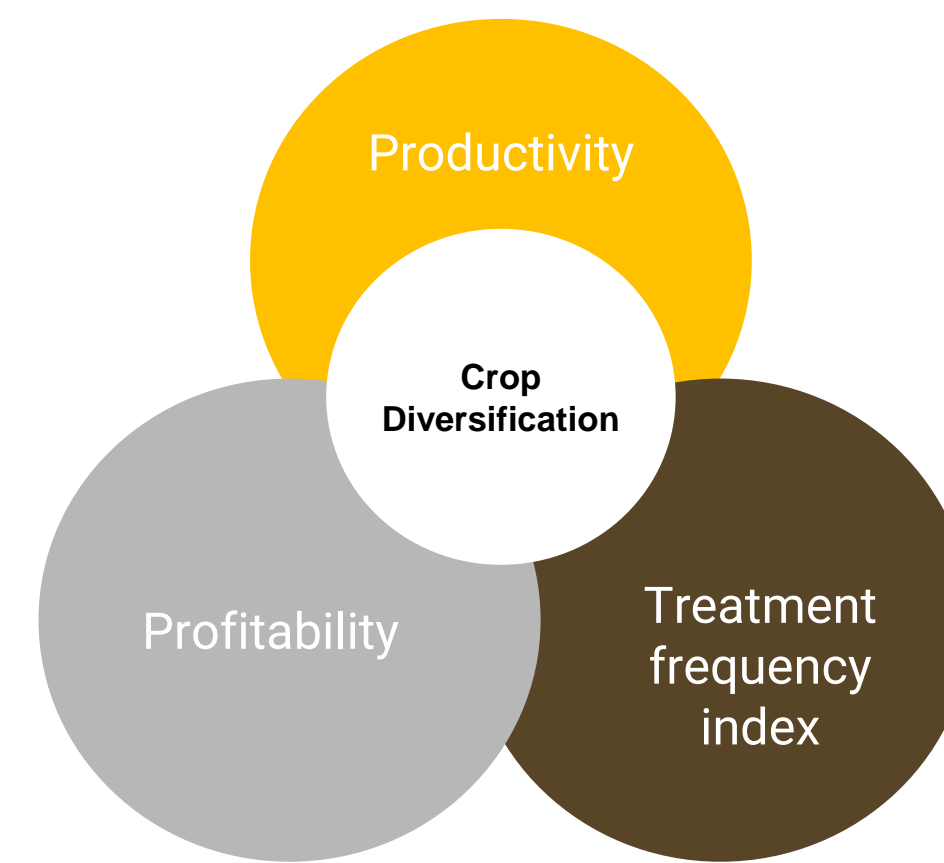 Productivity
Crop
Diversification
Profitability
Treatment
frequency
index